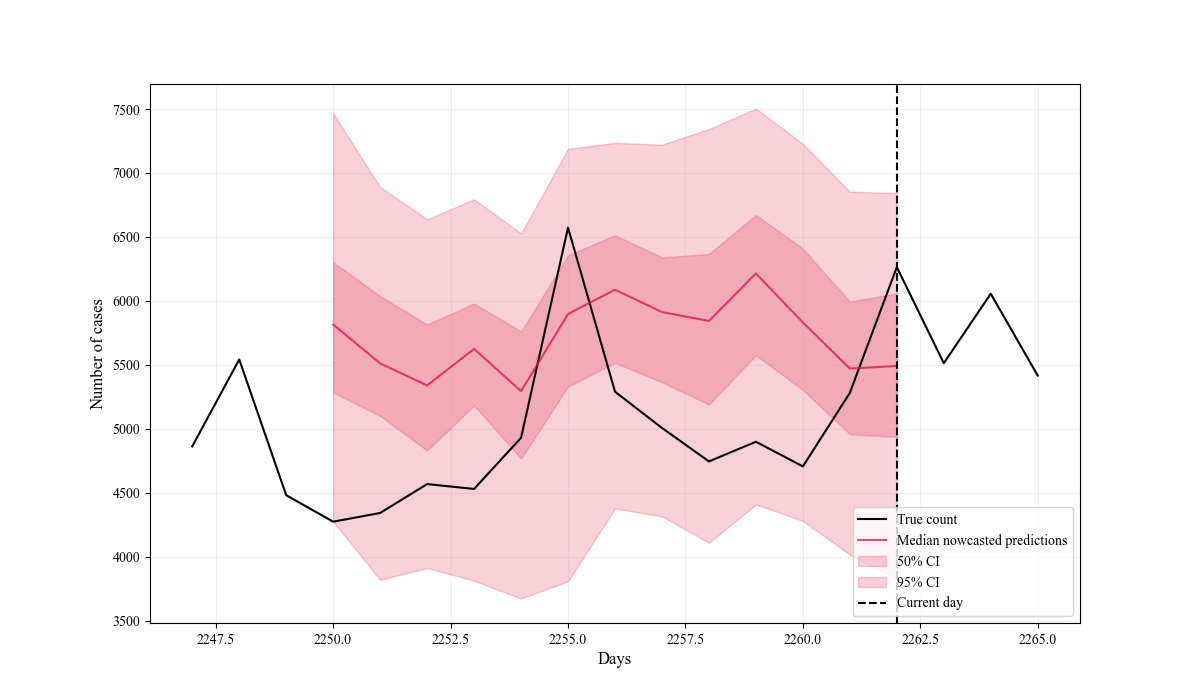 7500
7000
6500
6000
5500
5000
4500
4000
3500
Number of cases
2247.5 2250.0 2252.5 2255.0 2257.5 2260.0 2262.5 2265.0
Days
True count
Median nowcasted predictions
50% CI
95% CI
Current day